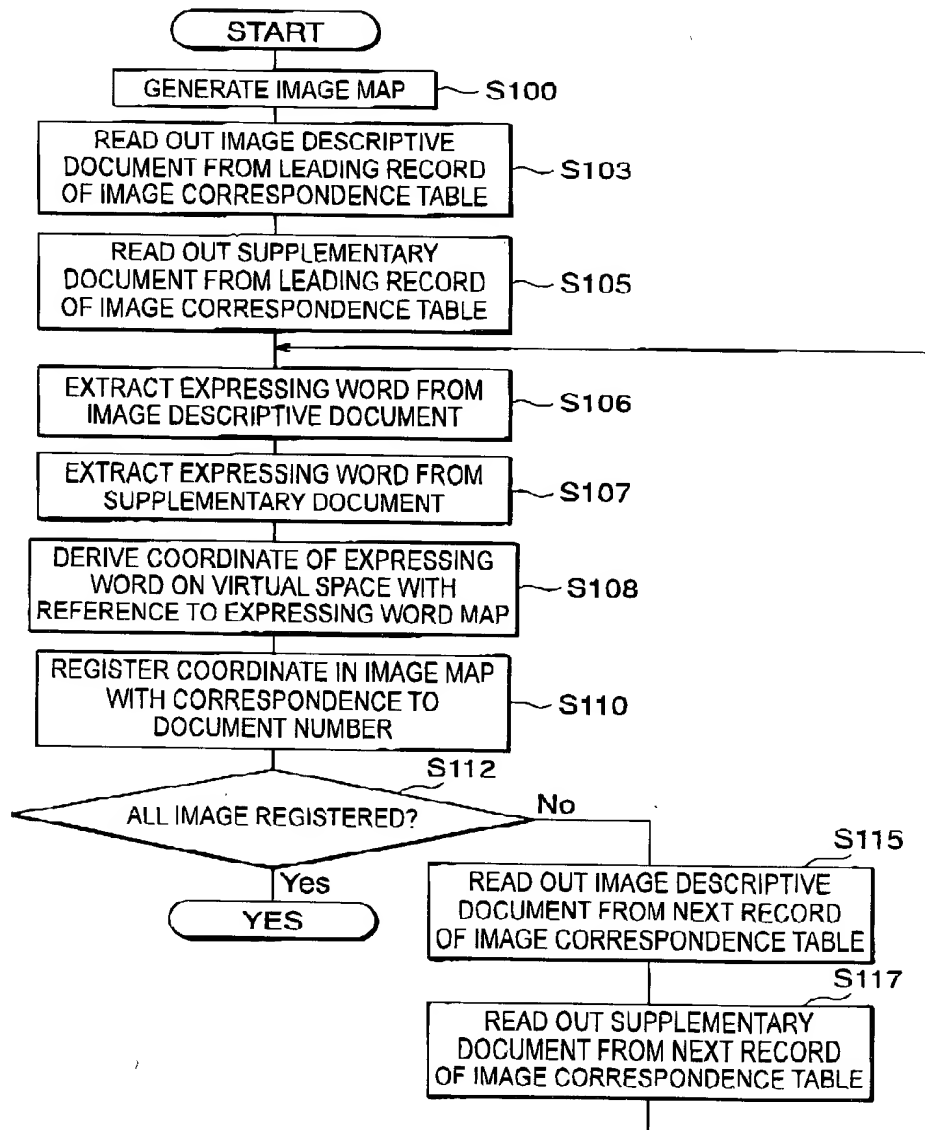 START
GENERATE IMAGE MAP
S100
READ OUT IMAGE DESCRIPTIVE
DOCUMENT FROM LEADING RECORD
OF IMAGE CORRESPONDENCE TABLE
S103
READ OUT SUPPLEMENTARY
DOCUMENT FROM LEADING RECORD
OF IMAGE CORRESPONDENCE TABLE
S105
EXTRACT EXPRESSING WORD FROM
IMAGE DESCRIPTIVE DOCUMENT
S106
EXTRACT EXPRESSING WORD FROM
SUPPLEMENTARY DOCUMENT
S107
DERIVE COORDINATE OF EXPRESSING
WORD ON VIRTUAL SPACE WITH
REFERENCE TO EXPRESSING WORD MAP
S108
REGISTER COORDINATE IN IMAGE MAP
WITH CORRESPONDENCE TO
DOCUMENT NUMBER
S110
S112
ALL IMAGE REGISTERED?
No
Yes
YES
S115
READ OUT IMAGE DESCRIPTIVE
DOCUMENT FROM NEXT RECORD
OF IMAGE CORRESPONDENCE TABLE
S117
READ OUT SUPPLEMENTARY
DOCUMENT FROM NEXT RECORD
OF IMAGE CORRESPONDENCE TABLE